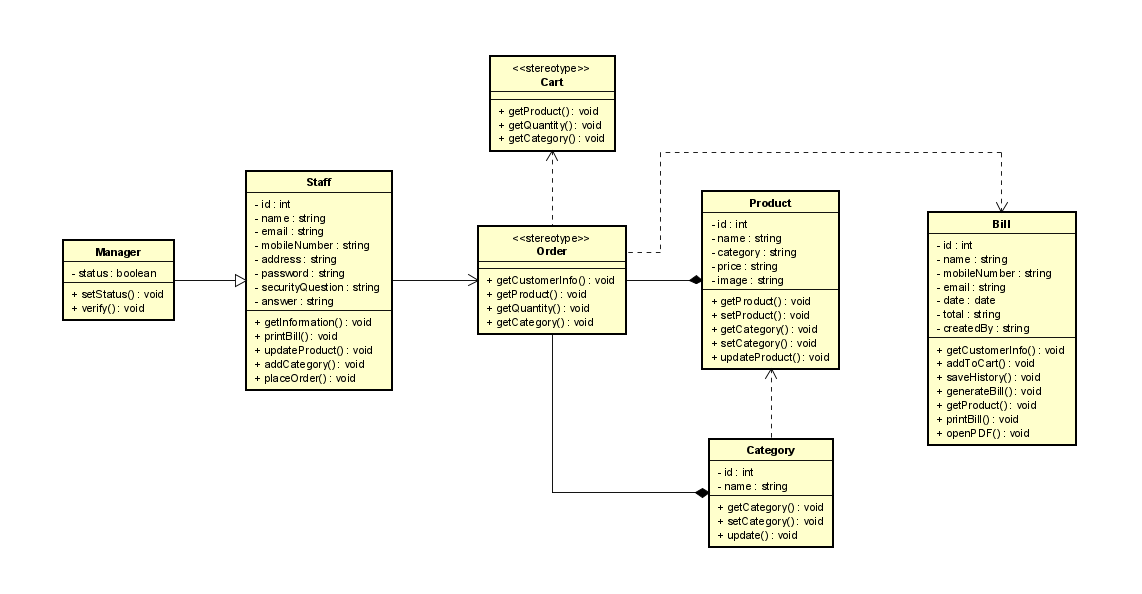 <<stereotype>>
Cart
+ getProduct() : void
+ getQuantity() : void
+ getCategory() : void
Staff
- id : int
- name : string
- email : string
- mobileNumber : string
- address : string
- password : string
- securityQuestion : string
- answer : string
+ getInformation() : void
+ printBill() : void
+ updateProduct() : void
+ addCategory() : void
+ placeOrder() : void
Manager
- status : boolean
+ setStatus() : void
+ verify() : void
<<stereotype>>
Order
+ getCustomerInfo() : void
+ getProduct() : void
+ getQuantity() : void
+ getCategory() : void
Product
- id : int
- name : string
- category : string
- price : string
- image : string
+ getProduct() : void
+ setProduct() : void
+ getCategory() : void
+ setCategory() : void
+ updateProduct() : void
Bill
- id : int
- name : string
- mobileNumber : string
- email : string
- date : date
- total : string
- createdBy : string
+ getCustomerInfo() : void
+ addToCart() : void
+ saveHistory() : void
+ generateBill() : void
+ getProduct() : void
+ printBill() : void
+ openPDF() : void
Category
- id : int
- name : string
+ getCategory() : void
+ setCategory() : void
+ update() : void